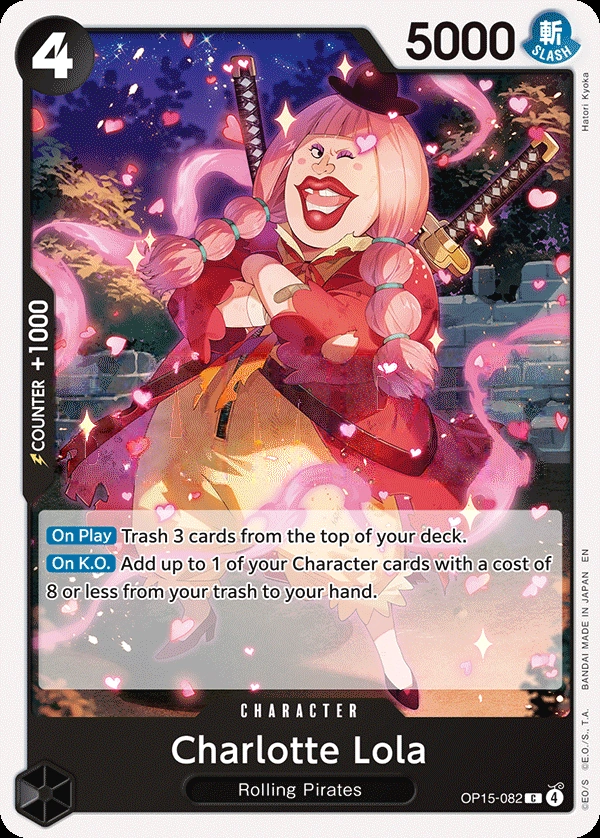 4
5000
斬
SLASH
Hatori Kyoka
COUNTER +1000
On Play Trash 3 cards from the top of your deck.
On K.O. Add up to 1 of your Character cards with a cost of
8 or less from your trash to your hand.
CHARACTER
Charlotte Lola
Rolling Pirates
OP15-082 C 4
©EO/S ©E.O./S., T.A. BANDAI MADE IN JAPAN EN